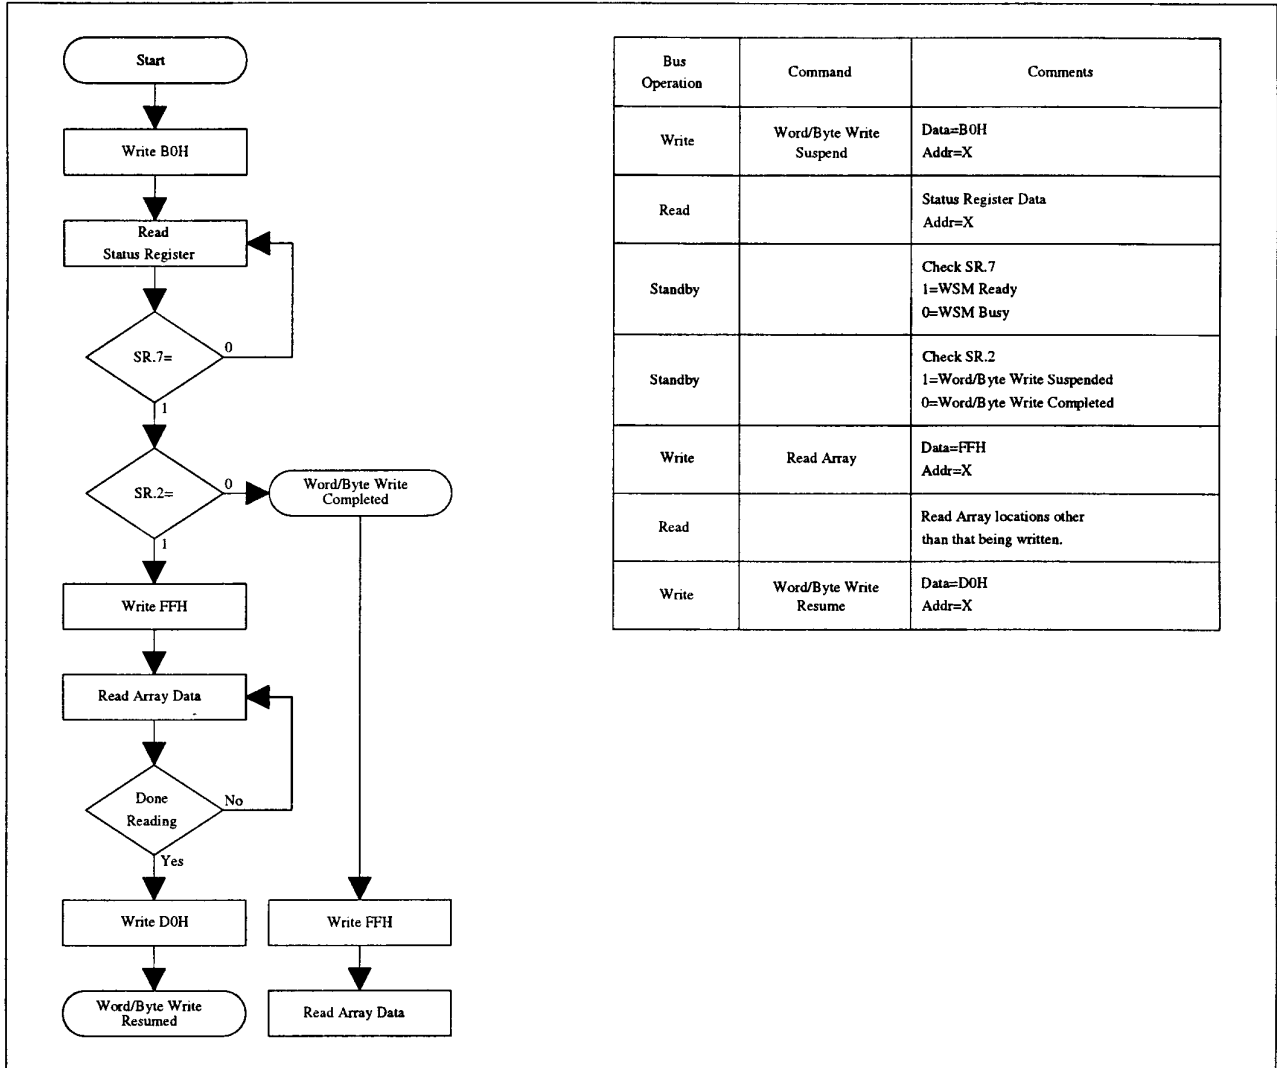 Start
Write B0H
Read
Status Register
SR.7=
0
1
SR.2=
0
Word/Byte Write
Completed
1
Write FFH
Read Array Data
Done
Reading
No
Yes
Write D0H
Write FFH
Word/Byte Write
Resumed
Read Array Data
Bus
Operation
Command
Comments
Write
Word/Byte Write
Suspend
Data=B0H
Addr=X
Read
Status Register Data
Addr=X
Standby
Check SR.7
1=WSM Ready
0=WSM Busy
Standby
Check SR.2
1=Word/Byte Write Suspended
0=Word/Byte Write Completed
Write
Read Array
Data=FFH
Addr=X
Read
Read Array locations other
than that being written.
Write
Word/Byte Write
Resume
Data=D0H
Addr=X